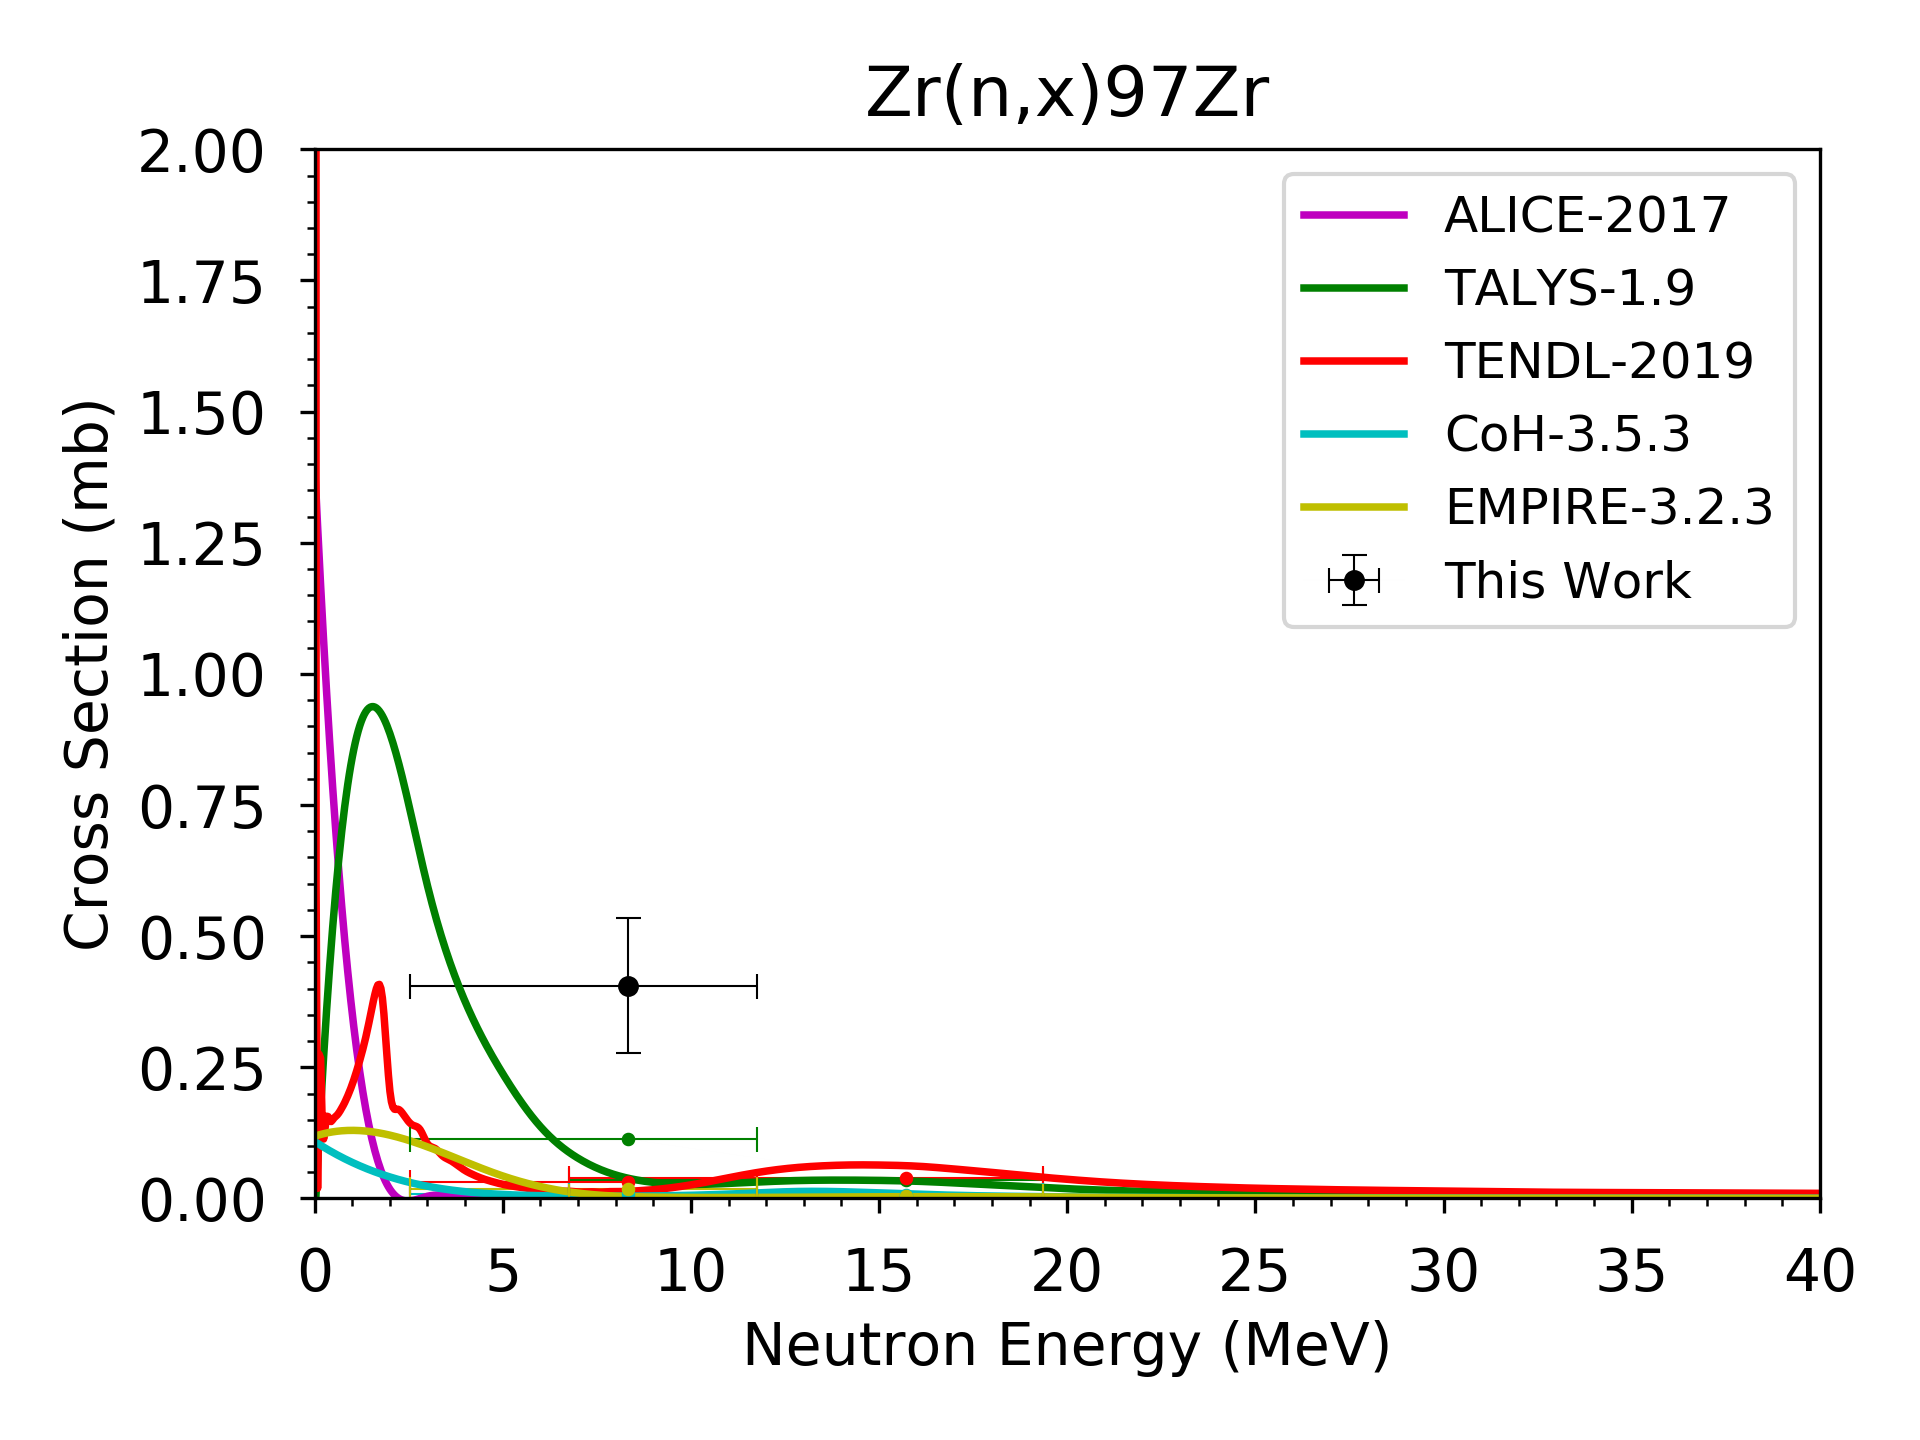 Zr(n,x)97Zr
2.00
1.75
1.50
1.25
1.00
0.75
0.50
0.25
0.00
Cross Section (mb)
ALICE-2017
TALYS-1.9
TENDL-2019
CoH-3.5.3
EMPIRE-3.2.3
This Work
0 5 10 15 20 25 30 35 40
Neutron Energy (MeV)